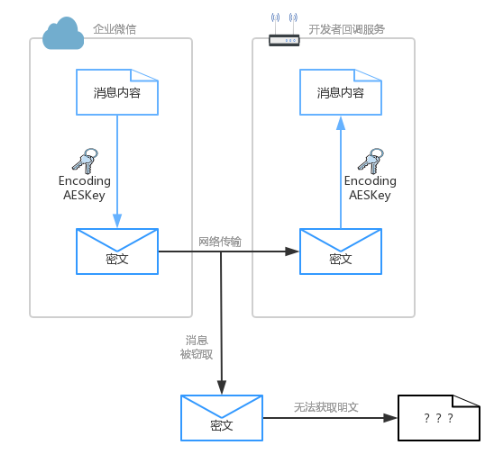 企业微信
开发者回调服务
消息内容
消息内容
Encoding
AESKey
Encoding
AESKey
密文
网络传输
密文
消息
被窃取
密文
无法获取明文
？？？